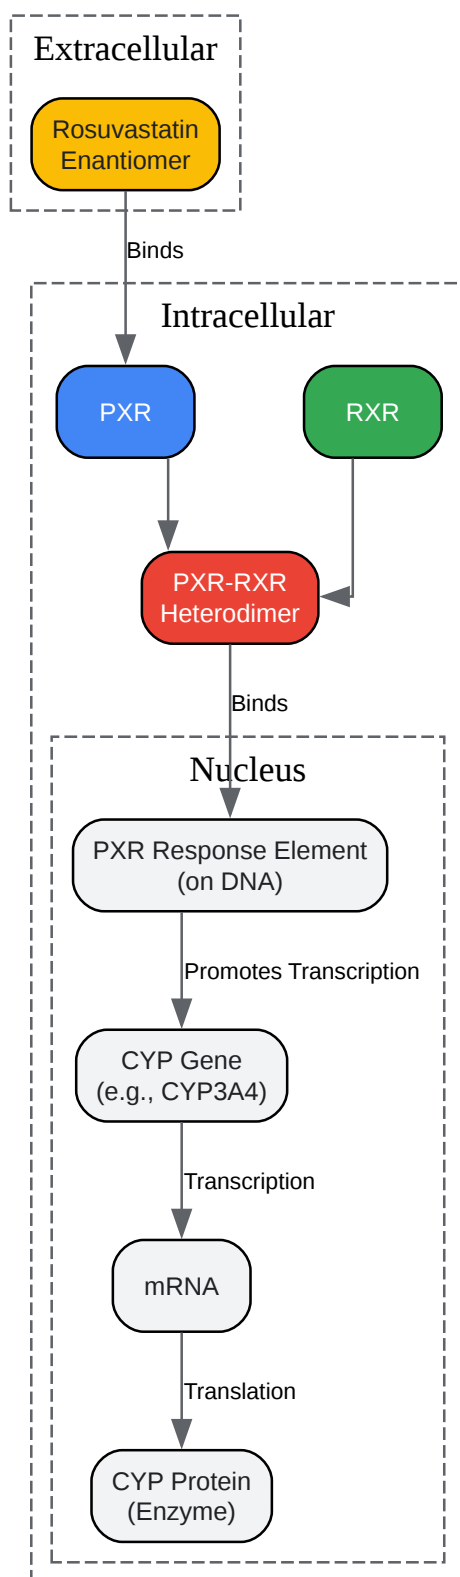 Extracellular
Rosuvastatin
Enantiomer
Binds
Intracellular
PXR
RXR
PXR-RXR
Heterodimer
Binds
Nucleus
PXR Response Element
(on DNA)
Promotes Transcription
CYP Gene
(e.g., CYP3A4)
Transcription
mRNA
Translation
CYP Protein
(Enzyme)